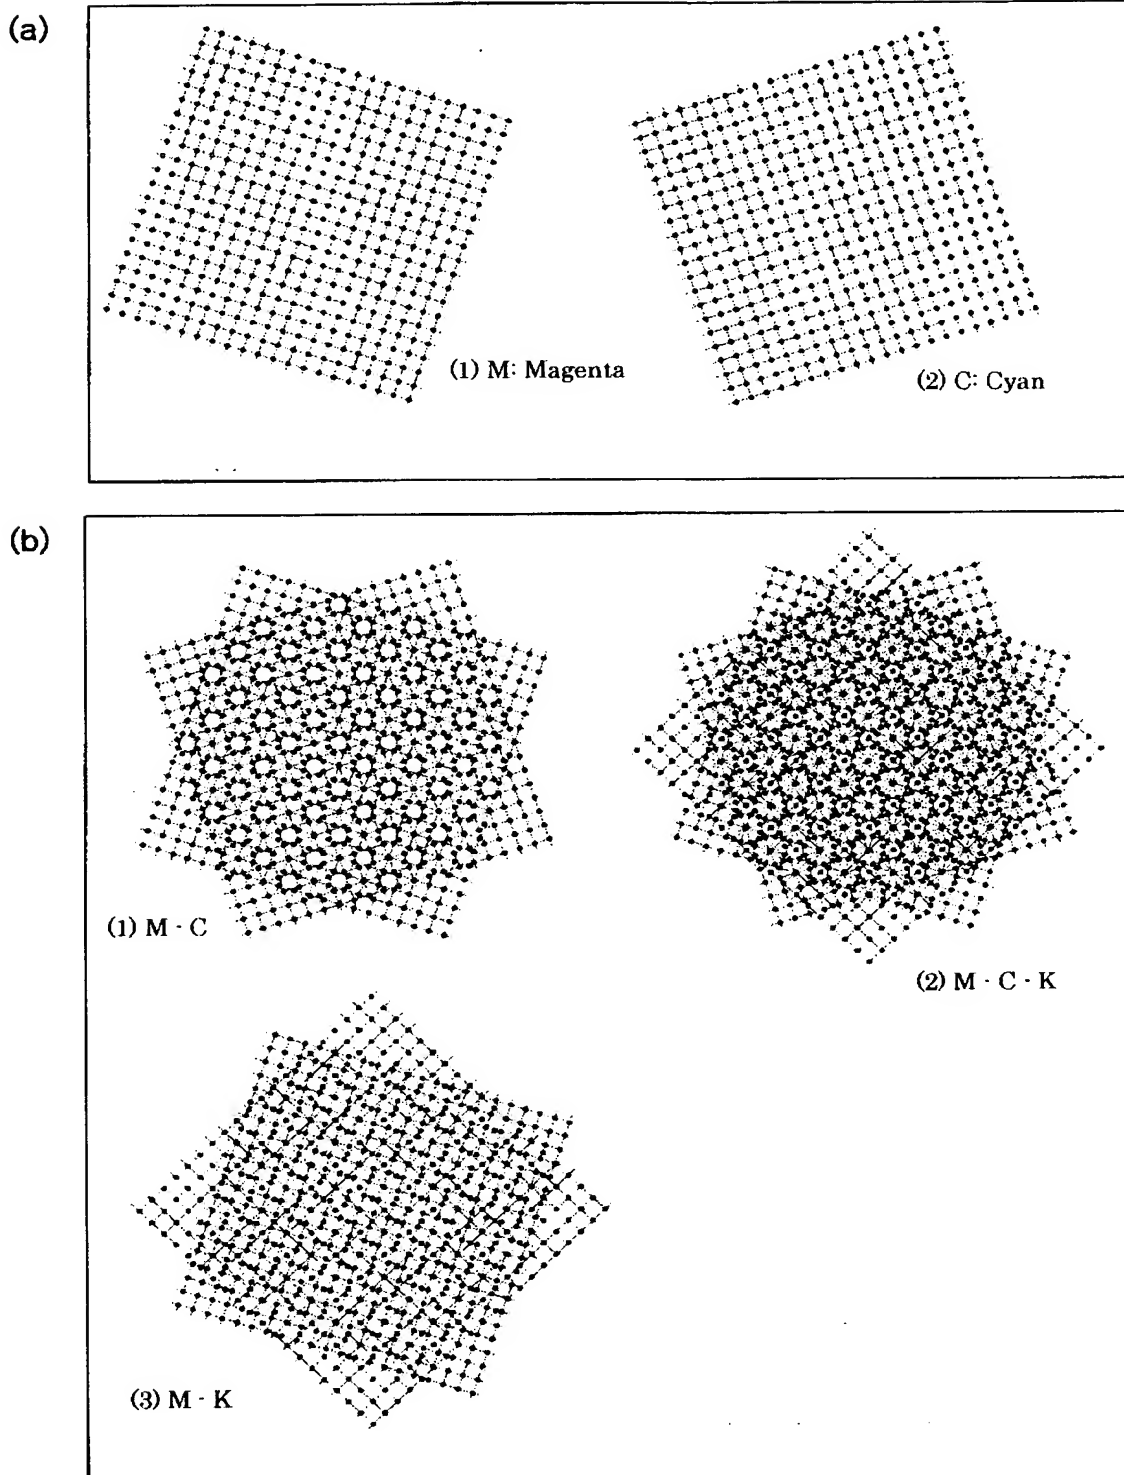 (a)
(1) M: Magenta
(2) C: Cyan
(b)
(1) M · C
(2) M · C · K
(3) M · K